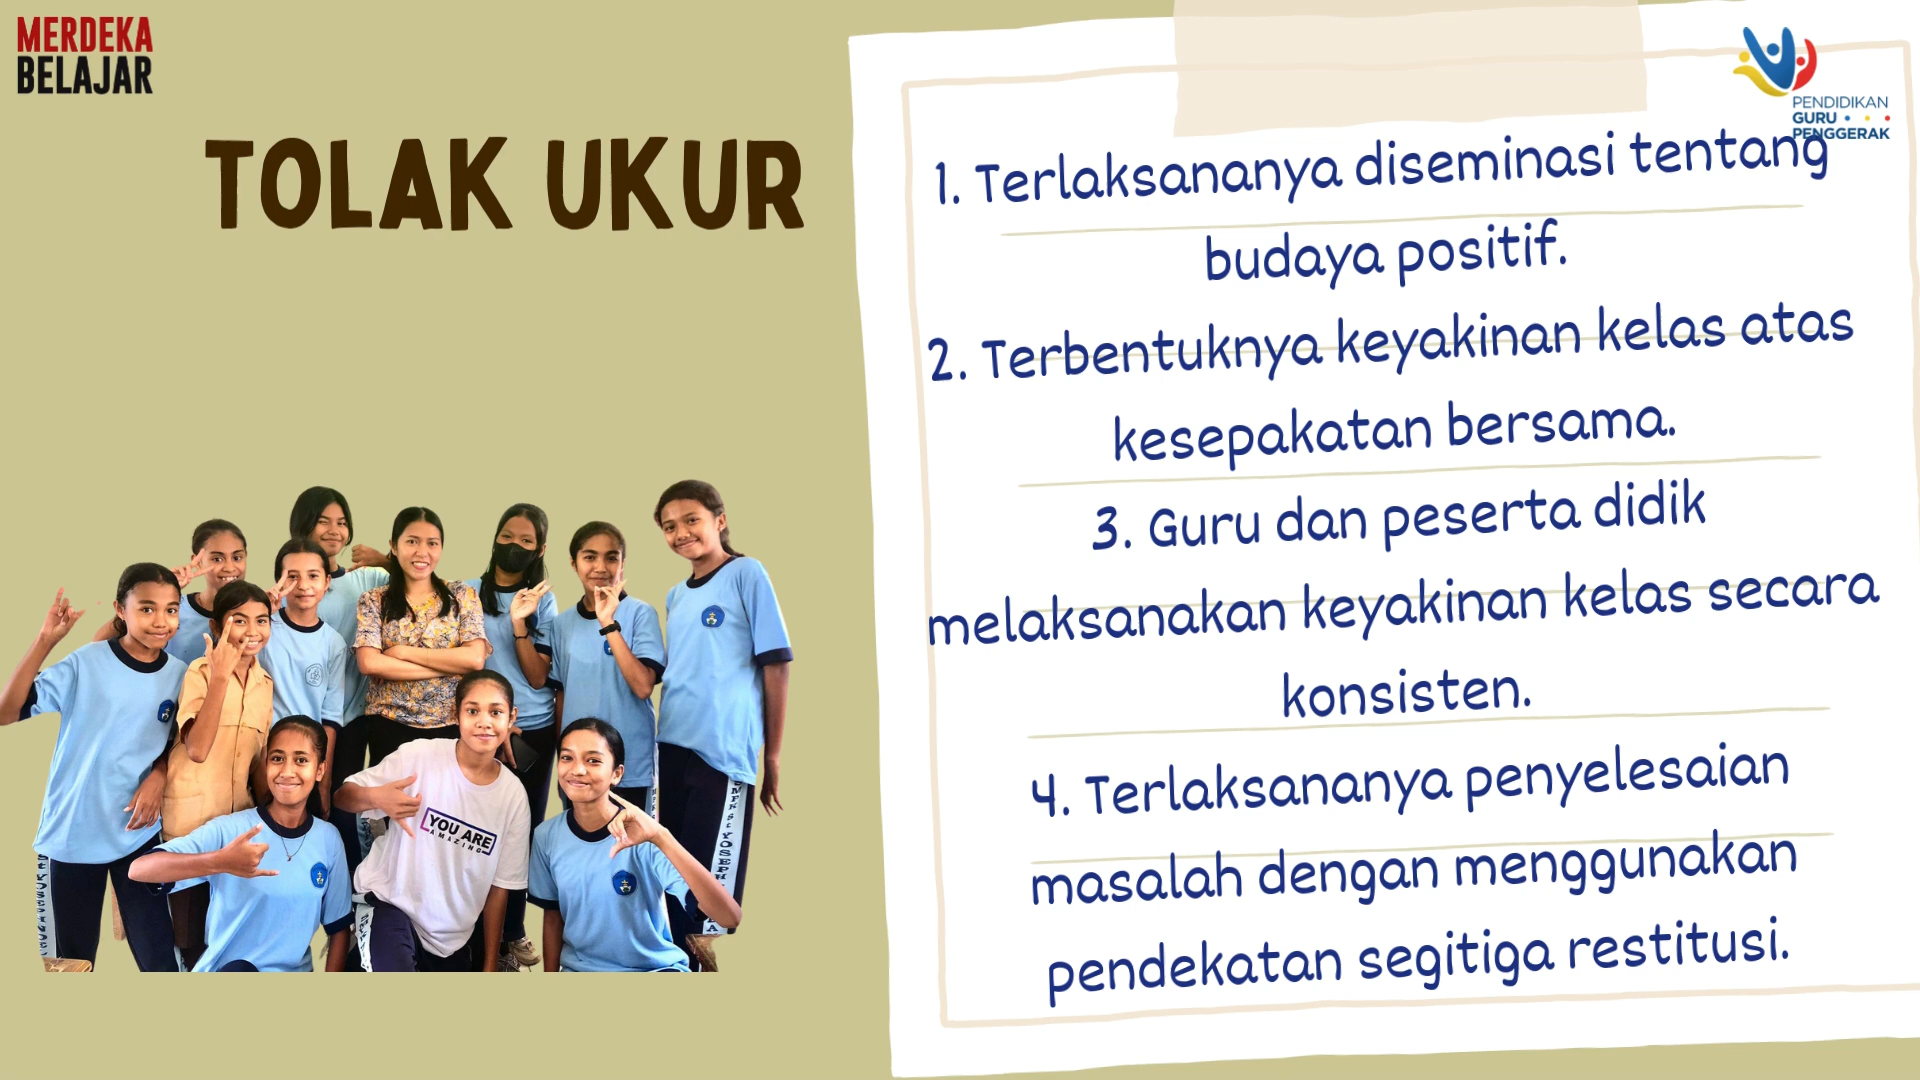 MERDEKA
BELAJAR
PENDIDIKAN
GURU
PENGGERAK
TOLAK UKUR
1. Terlaksananya diseminasi tentang
budaya positif.
2. Terbentuknya keyakinan kelas atas
kesepakatan bersama.
3. Guru dan peserta didik
melaksanakan keyakinan kelas secara
konsisten.
4. Terlaksananya penyelesaian
masalah dengan menggunakan
pendekatan segitiga restitusi.
YOU ARE
AMAZING